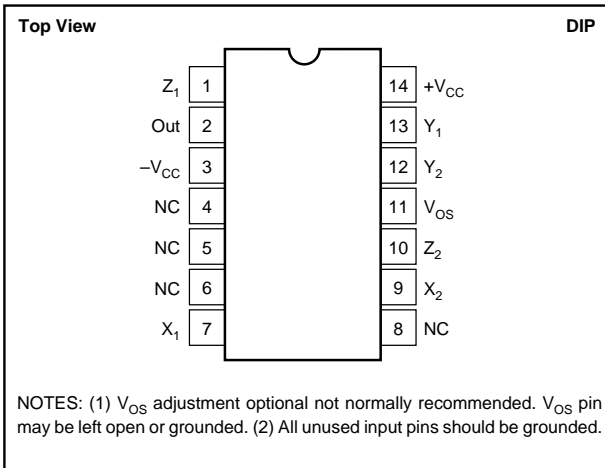 Top View DIP
Z1 1 14 +VCC
Out 2 13 Y1
–VCC 3 12 Y2
NC 4 11 VOS
NC 5 10 Z2
NC 6 9 X2
X1 7 8 NC
NOTES: (1) VOS adjustment optional not normally recommended. VOS pin
may be left open or grounded. (2) All unused input pins should be grounded.